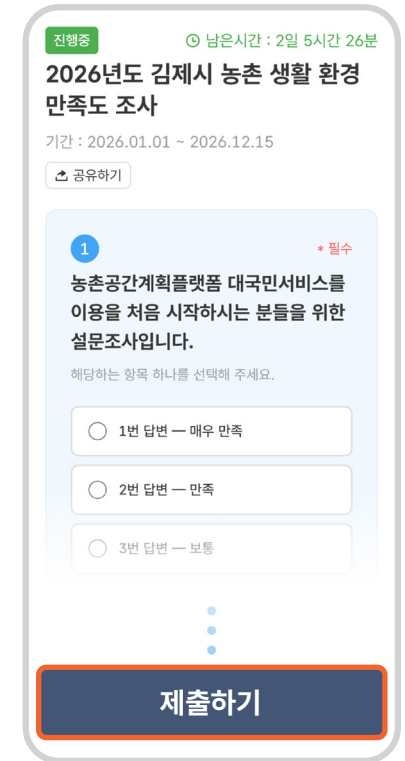 진행중
남은시간 : 2일 5시간 26분
2026년도 김제시 농촌 생활 환경
만족도 조사
기간 : 2026.01.01 ~ 2026.12.15
공유하기
1
* 필수
농촌공간계획플랫폼 대국민서비스를
이용을 처음 시작하시는 분들을 위한
설문조사입니다.
해당하는 항목 하나를 선택해 주세요.
1번 답변 — 매우 만족
2번 답변 — 만족
3번 답변 — 보통
제출하기